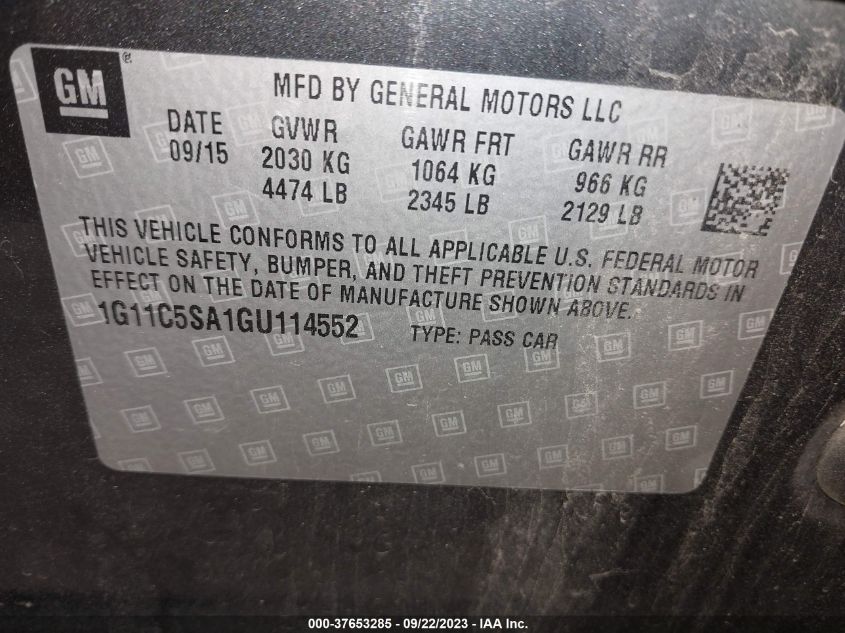 GM®
MFD BY GENERAL MOTORS LLC
DATE GVWR GAWR FRT GAWR RR
09/15 2030 KG 1064 KG 966 KG
4474 LB 2345 LB 2129 LB
THIS VEHICLE CONFORMS TO ALL APPLICABLE U.S. FEDERAL MOTOR
VEHICLE SAFETY, BUMPER, AND THEFT PREVENTION STANDARDS IN
EFFECT ON THE DATE OF MANUFACTURE SHOWN ABOVE.
1G11C5SA1GU114552 TYPE: PASS CAR
000-37653285 - 09/22/2023 - IAA Inc.